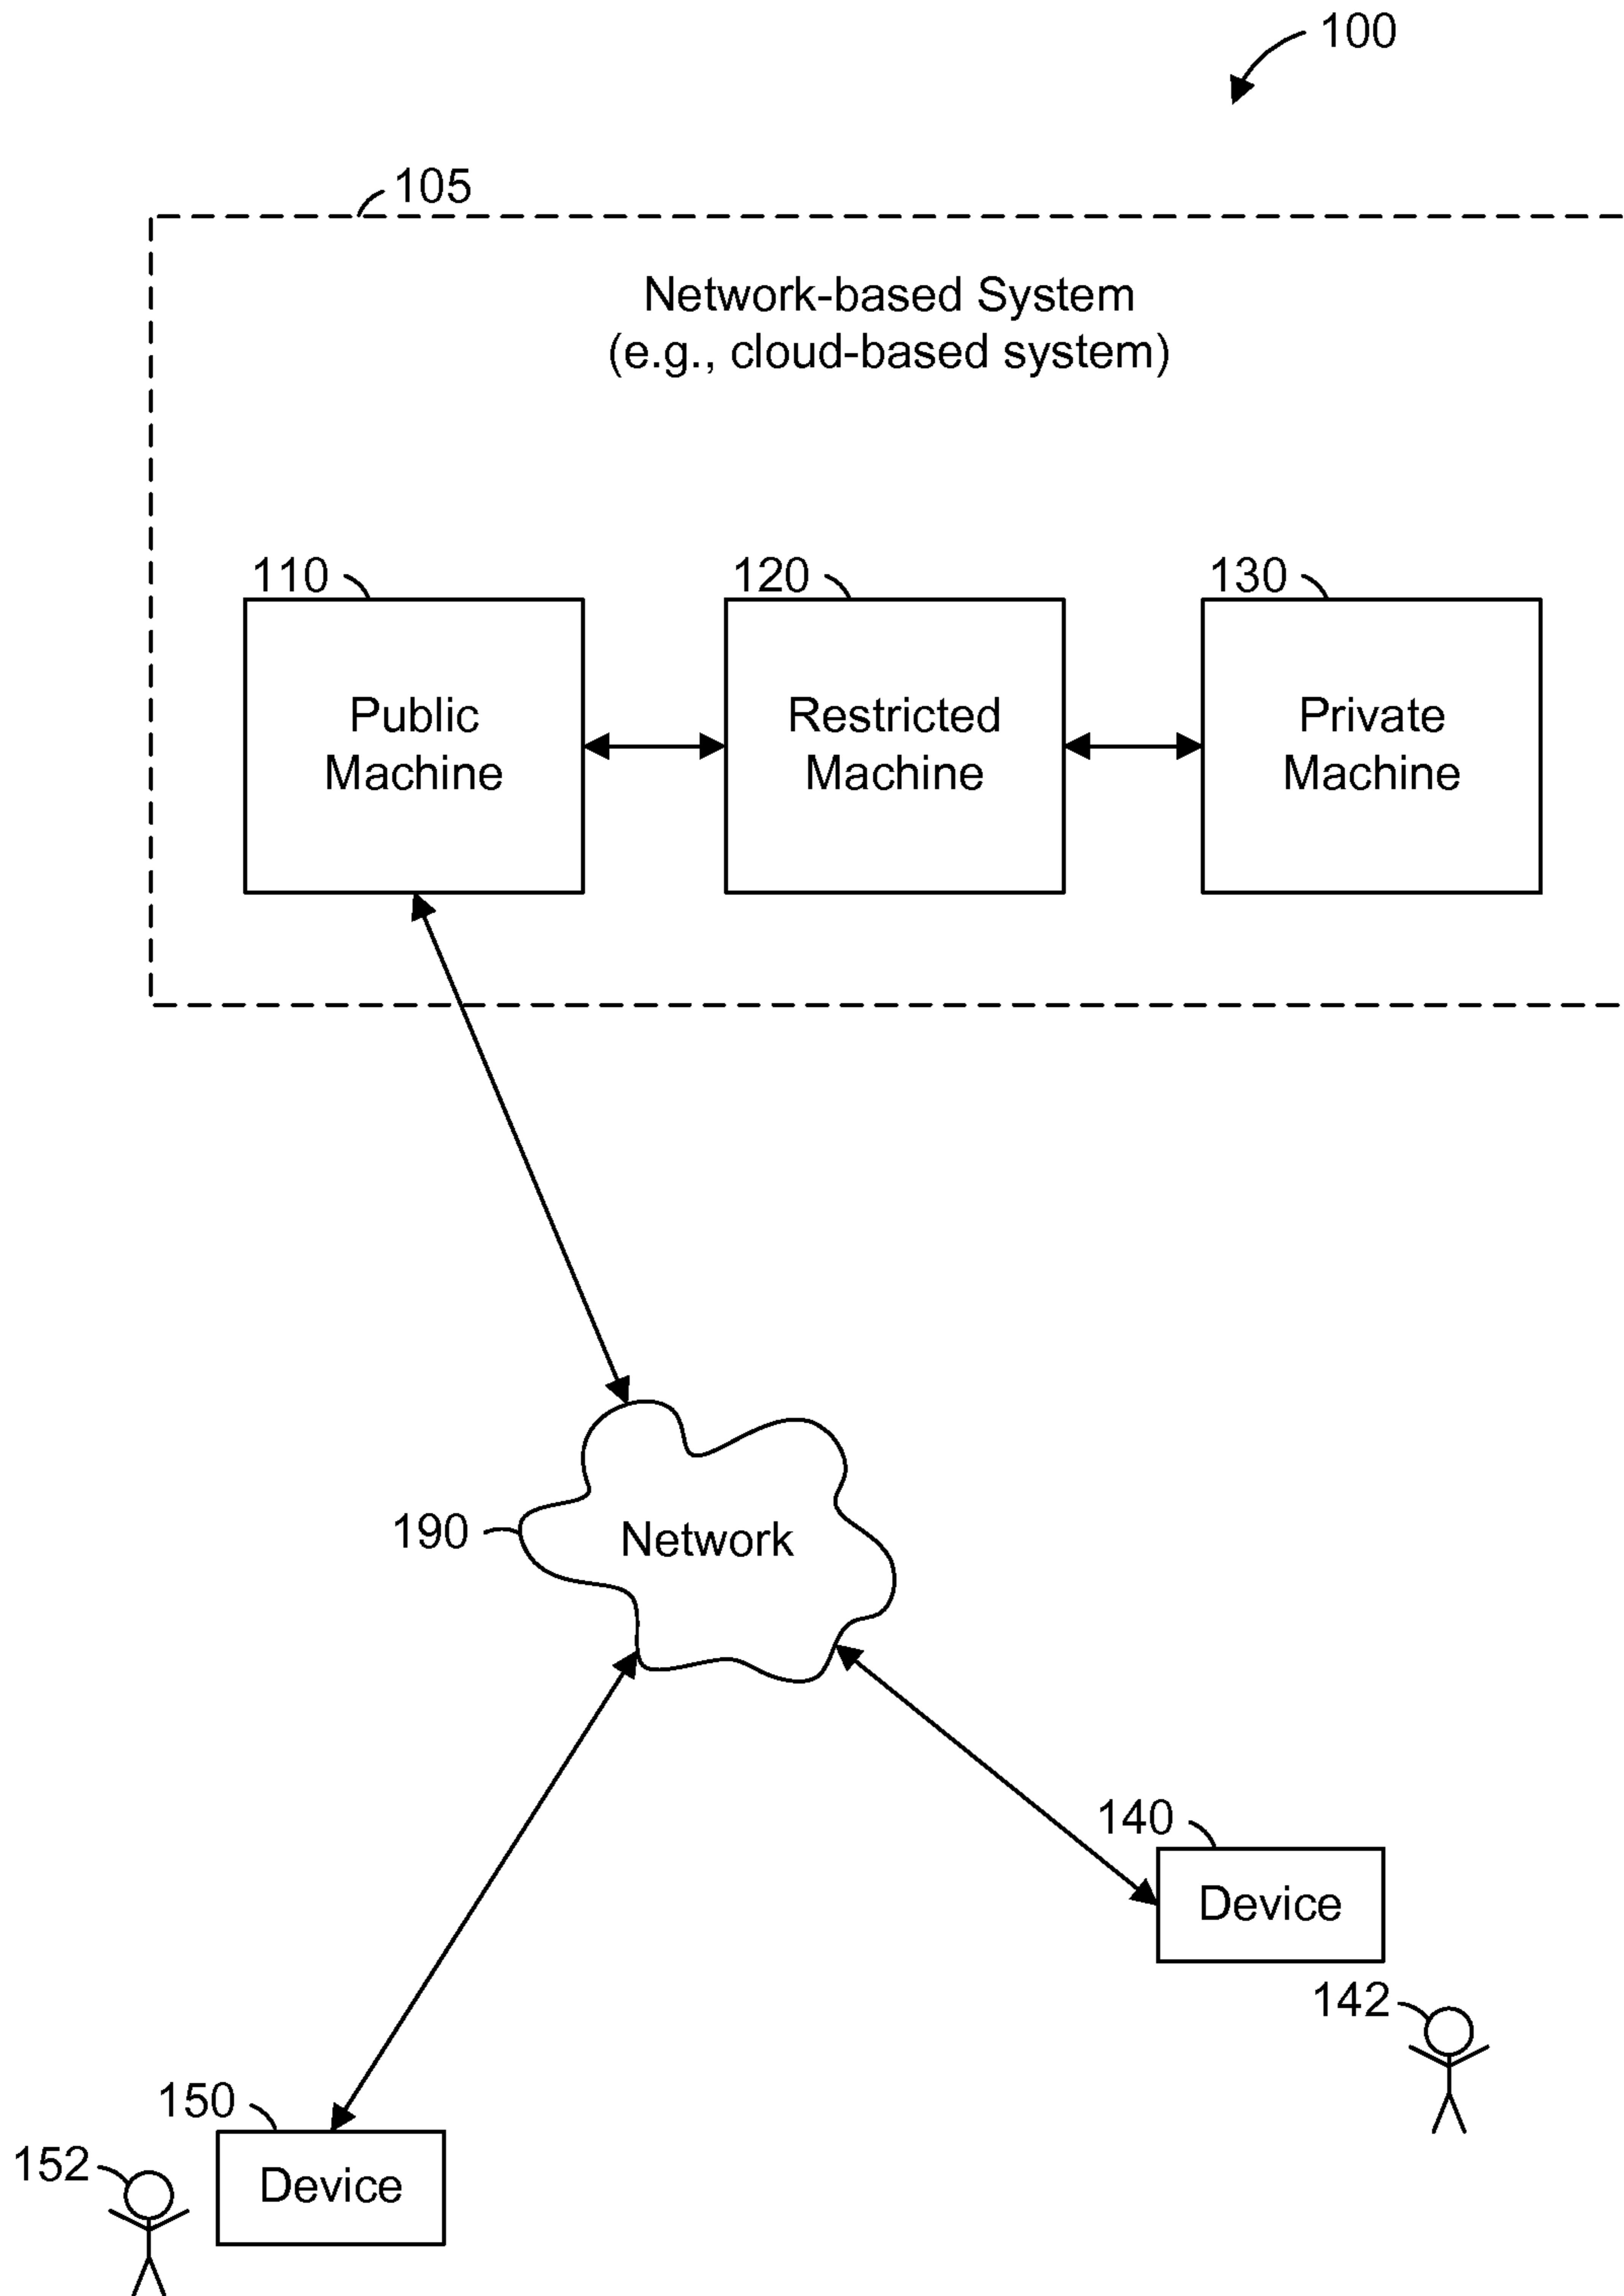 100
105
Network-based System
(e.g., cloud-based system)
110
120
130
Public
Machine
Restricted
Machine
Private
Machine
190
Network
140
Device
142
150
152
Device